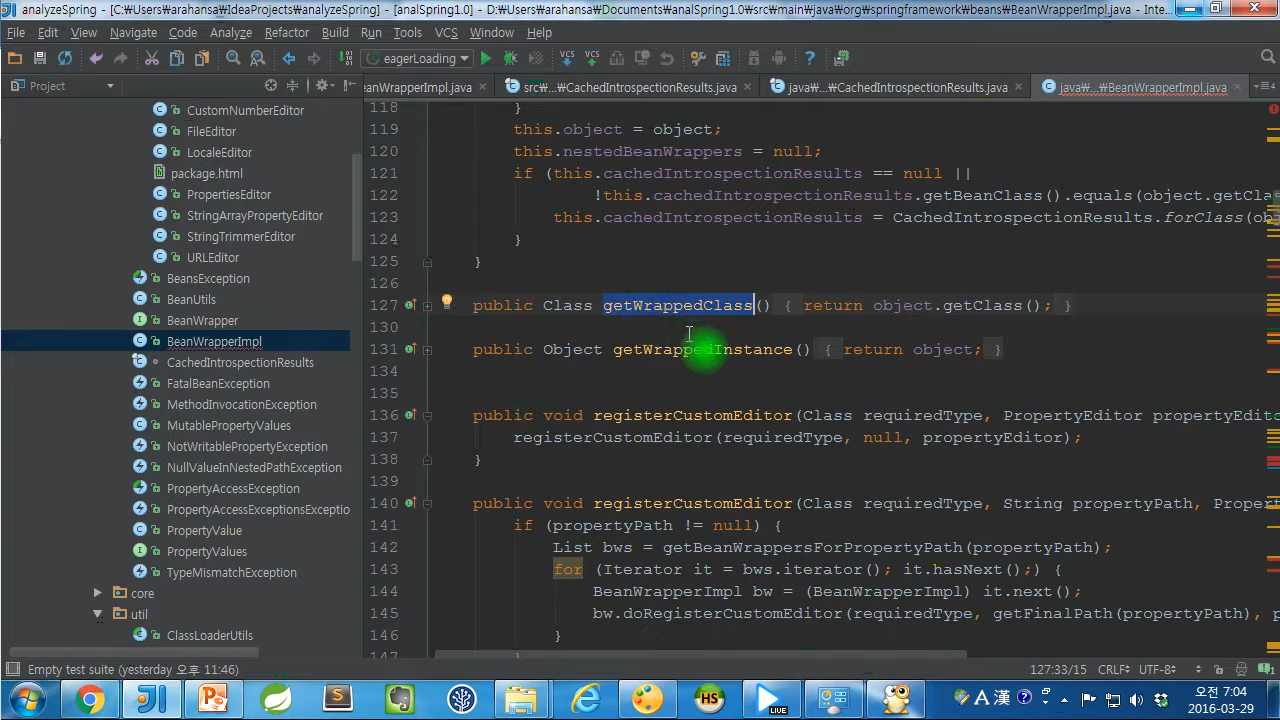 analyzeSpring - [C:₩Users₩arahansa₩IdeaProjects₩analyzeSpring] - [analSpring1.0] - D:₩Users₩arahansa₩Documents₩analSpring1.0₩src₩main₩java₩org₩springframework₩beans₩BeanWrapperImpl.java - Inte...
File Edit View Navigate Code Analyze Refactor Build Run Tools VCS Window Help
eagerLoading
Project
eanWrapperImpl.java
src₩...₩CachedIntrospectionResults.java
java₩...₩CachedIntrospectionResults.java
java₩...₩BeanWrapperImpl.java
CustomNumberEditor
FileEditor
LocaleEditor
package.html
PropertiesEditor
StringArrayPropertyEditor
StringTrimmerEditor
URLEditor
BeansException
BeanUtils
BeanWrapper
BeanWrapperImpl
CachedIntrospectionResults
FatalBeanException
MethodInvocationException
MutablePropertyValues
NotWritablePropertyException
NullValueInNestedPathException
PropertyAccessException
PropertyAccessExceptionsExceptio
PropertyValue
PropertyValues
TypeMismatchException
core
util
ClassLoaderUtils
118 }
119 this.object = object;
120 this.nestedBeanWrappers = null;
121 if (this.cachedIntrospectionResults == null ||
122 !this.cachedIntrospectionResults.getBeanClass().equals(object.getCla
123 this.cachedIntrospectionResults = CachedIntrospectionResults.forClass(obj
124 }
125 }
126
127 public Class getWrappedClass() { return object.getClass(); }
130
131 public Object getWrappedInstance() { return object; }
134
135
136 public void registerCustomEditor(Class requiredType, PropertyEditor propertyEdito
137 registerCustomEditor(requiredType, null, propertyEditor);
138 }
139
140 public void registerCustomEditor(Class requiredType, String propertyPath, Proper
141 if (propertyPath != null) {
142 List bws = getBeanWrappersForPropertyPath(propertyPath);
143 for (Iterator it = bws.iterator(); it.hasNext();) {
144 BeanWrapperImpl bw = (BeanWrapperImpl) it.next();
145 bw.doRegisterCustomEditor(requiredType, getFinalPath(propertyPath), p
146 }
147 }
Empty test suite (yesterday 오후 11:46)
127:33/15 CRLF UTF-8
HS
LIVE
A 漢
오전 7:04
2016-03-29